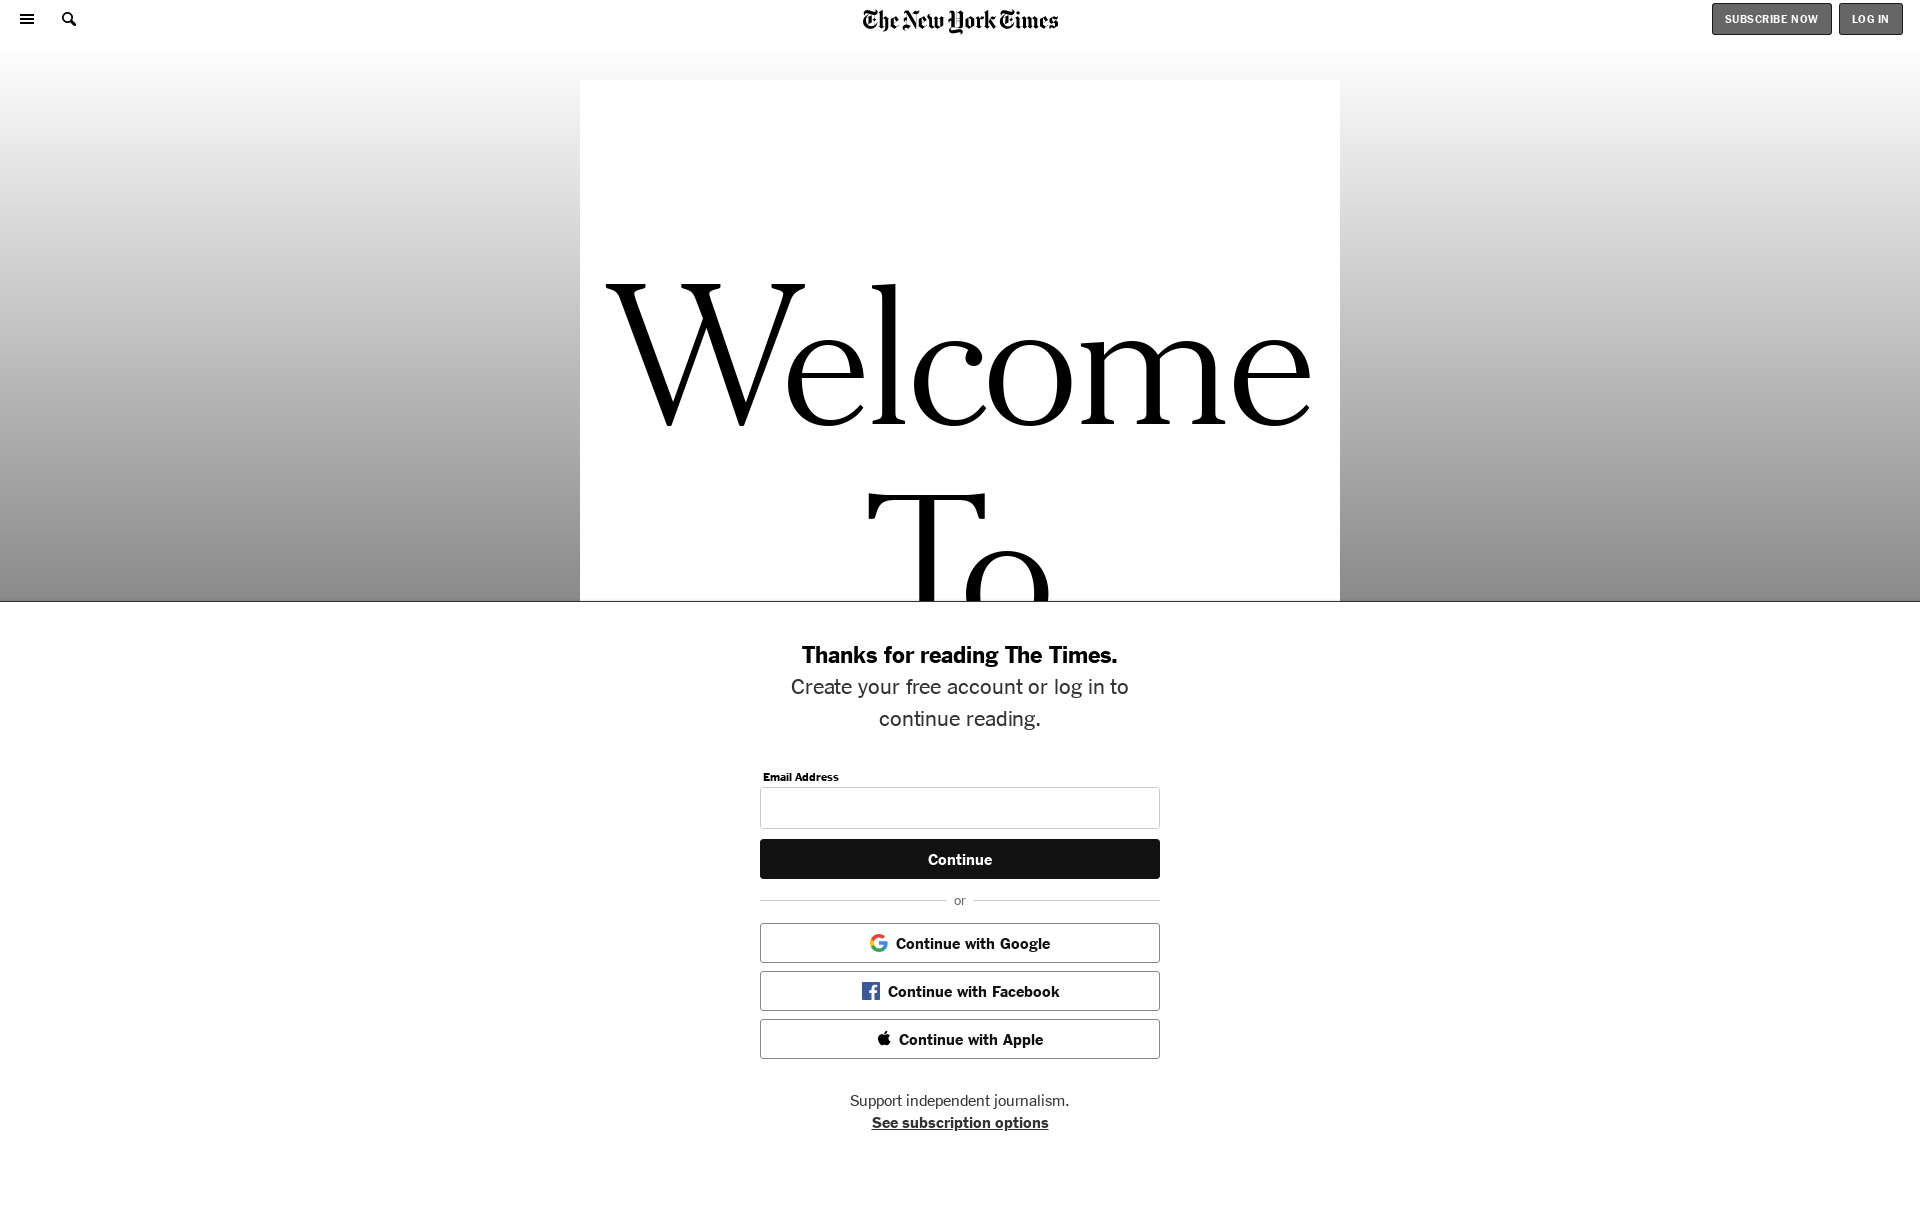 The New York Times
SUBSCRIBE NOW
LOG IN
Welcome
To
Thanks for reading The Times.
Create your free account or log in to
continue reading.
Email Address
Continue
or
Continue with Google
Continue with Facebook
Continue with Apple
Support independent journalism.
See subscription options